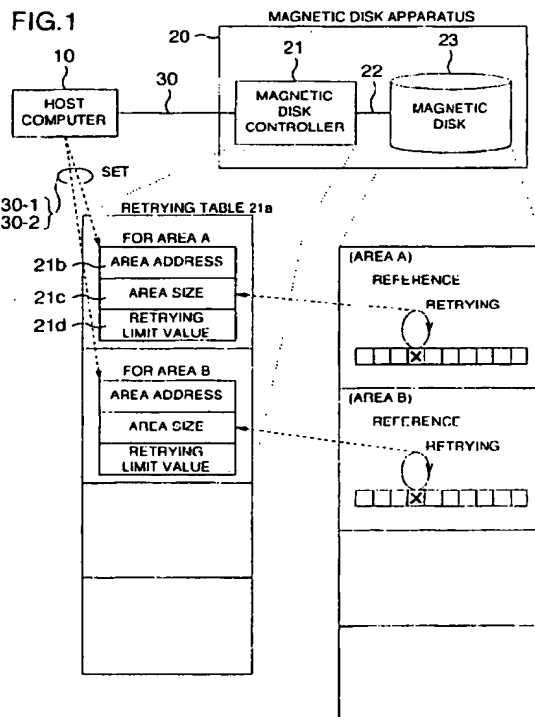 FIG.1
MAGNETIC DISK APPARATUS
20
21
23
10
22
HOST
COMPUTER
30
MAGNETIC
DISK
CONTROLLER
MAGNETIC
DISK
SET
30-1
30-2
RETRYING TABLE 21a
FOR AREA A
21b
AREA ADDRESS
21c
AREA SIZE
21d
RETRYING
LIMIT VALUE
FOR AREA B
AREA ADDRESS
AREA SIZE
RETRYING
LIMIT VALUE
(AREA A)
REFERENCE
RETRYING
X
(AREA B)
REFERENCE
RETRYING
X